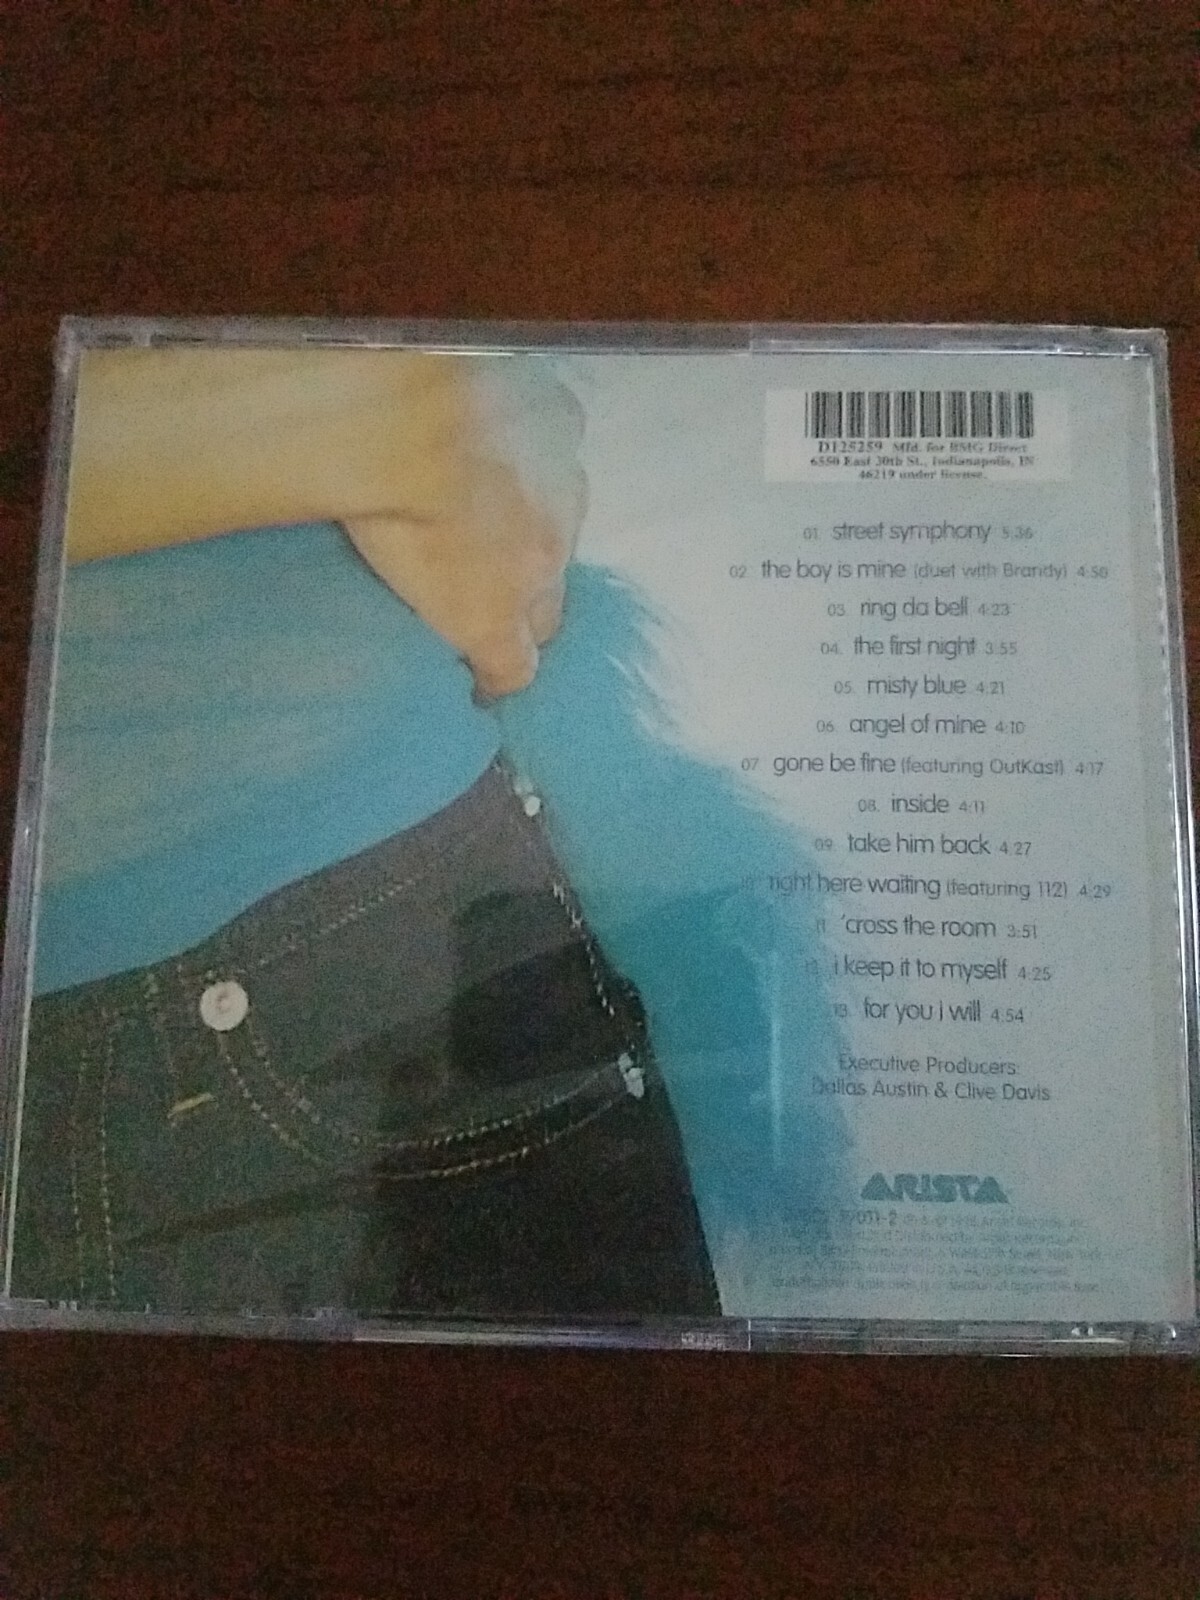 D125259 Mfd. for BMG Direct
6550 East 30th St., Indianapolis, IN
46219 under license.
01. street symphony 5:36
02. the boy is mine (duet with Brandy) 4:56
03. ring da bell 4:23
04. the first night 3:55
05. misty blue 4:21
06. angel of mine 4:10
07. gone be fine (featuring OutKast) 4:17
08. inside 4:11
09. take him back 4:27
10. right here waiting (featuring 112) 4:29
11. 'cross the room 3:51
12. i keep it to myself 4:25
13. for you i will 4:54
Executive Producers:
Dallas Austin & Clive Davis
ARISTA